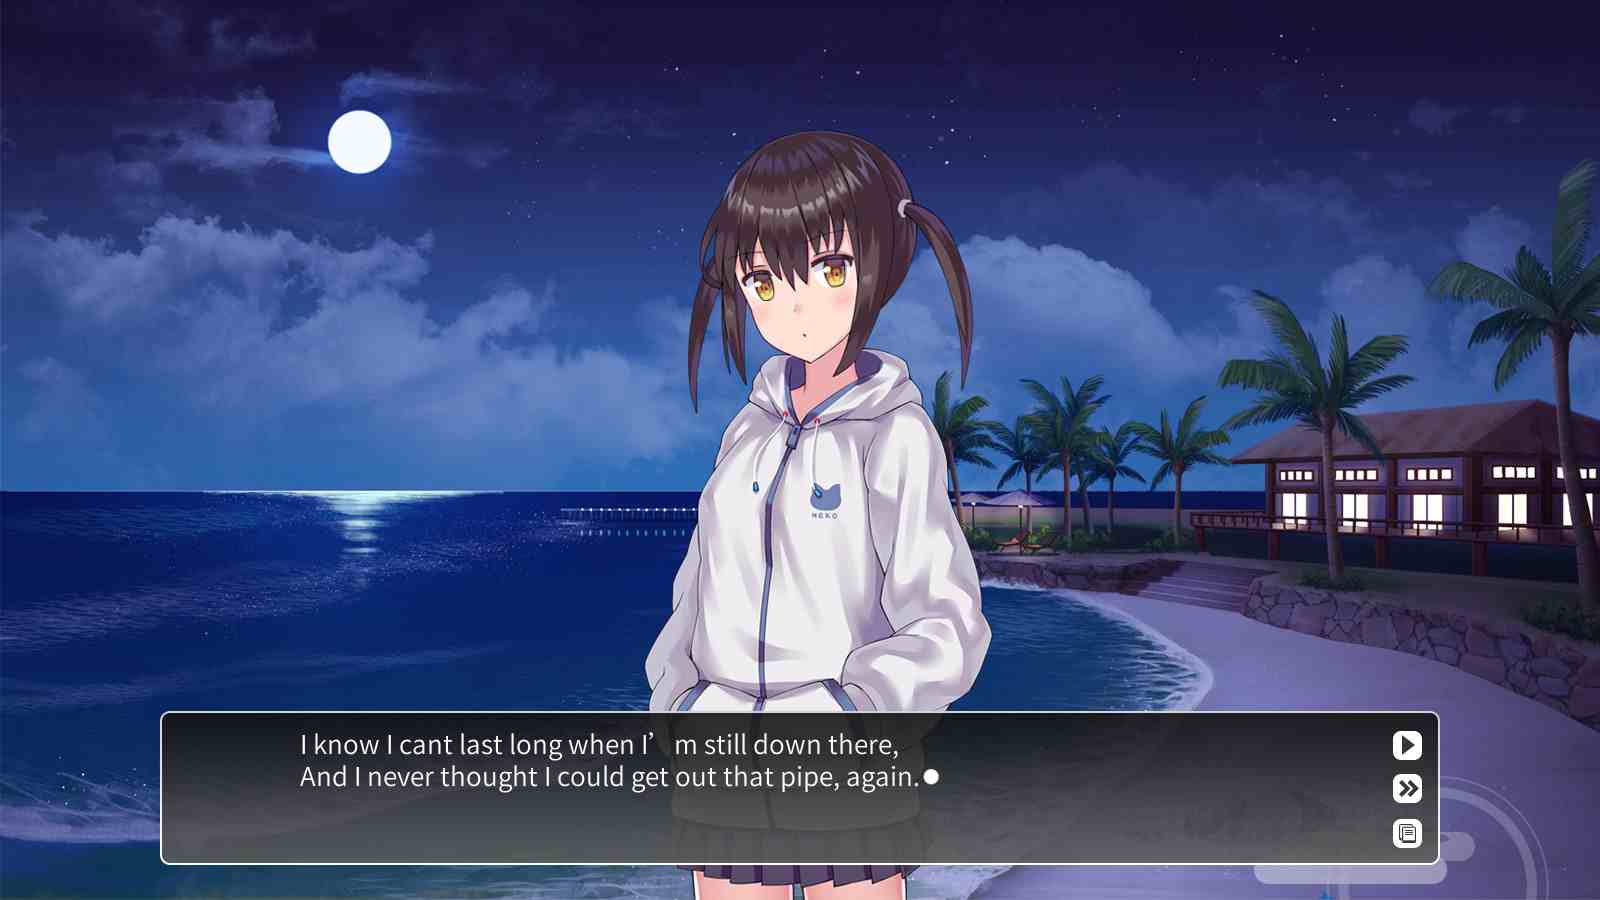 NEKO
I know I cant last long when I’m still down there,
And I never thought I could get out that pipe, again.